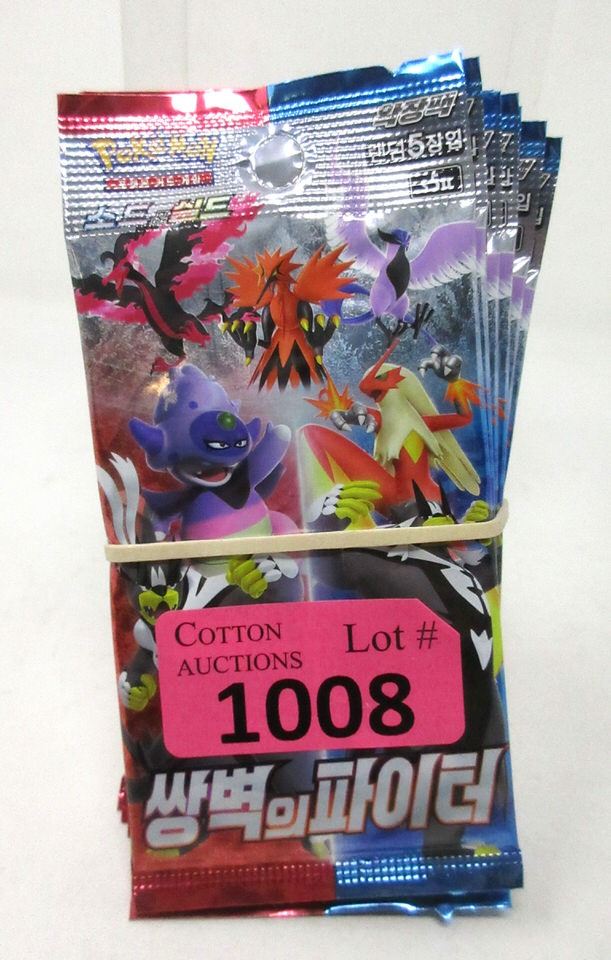 확장팩
Pokémon
랜덤5장입
소드&실드
COTTON
AUCTIONS
Lot #
1008
쌍벽의파이터